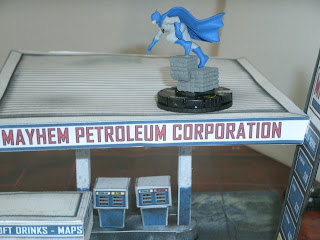 MAYHEM PETROLEUM CORPORATION
OFT DRINKS - MAPS